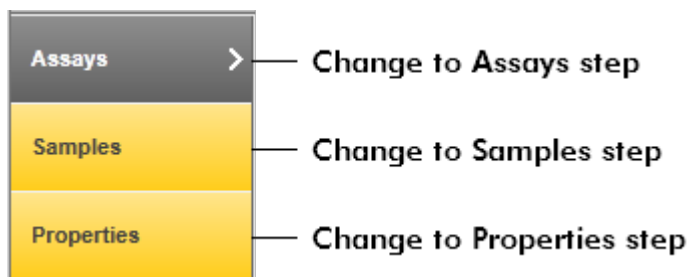 Assays Change to Assays step
Samples Change to Samples step
Properties Change to Properties step